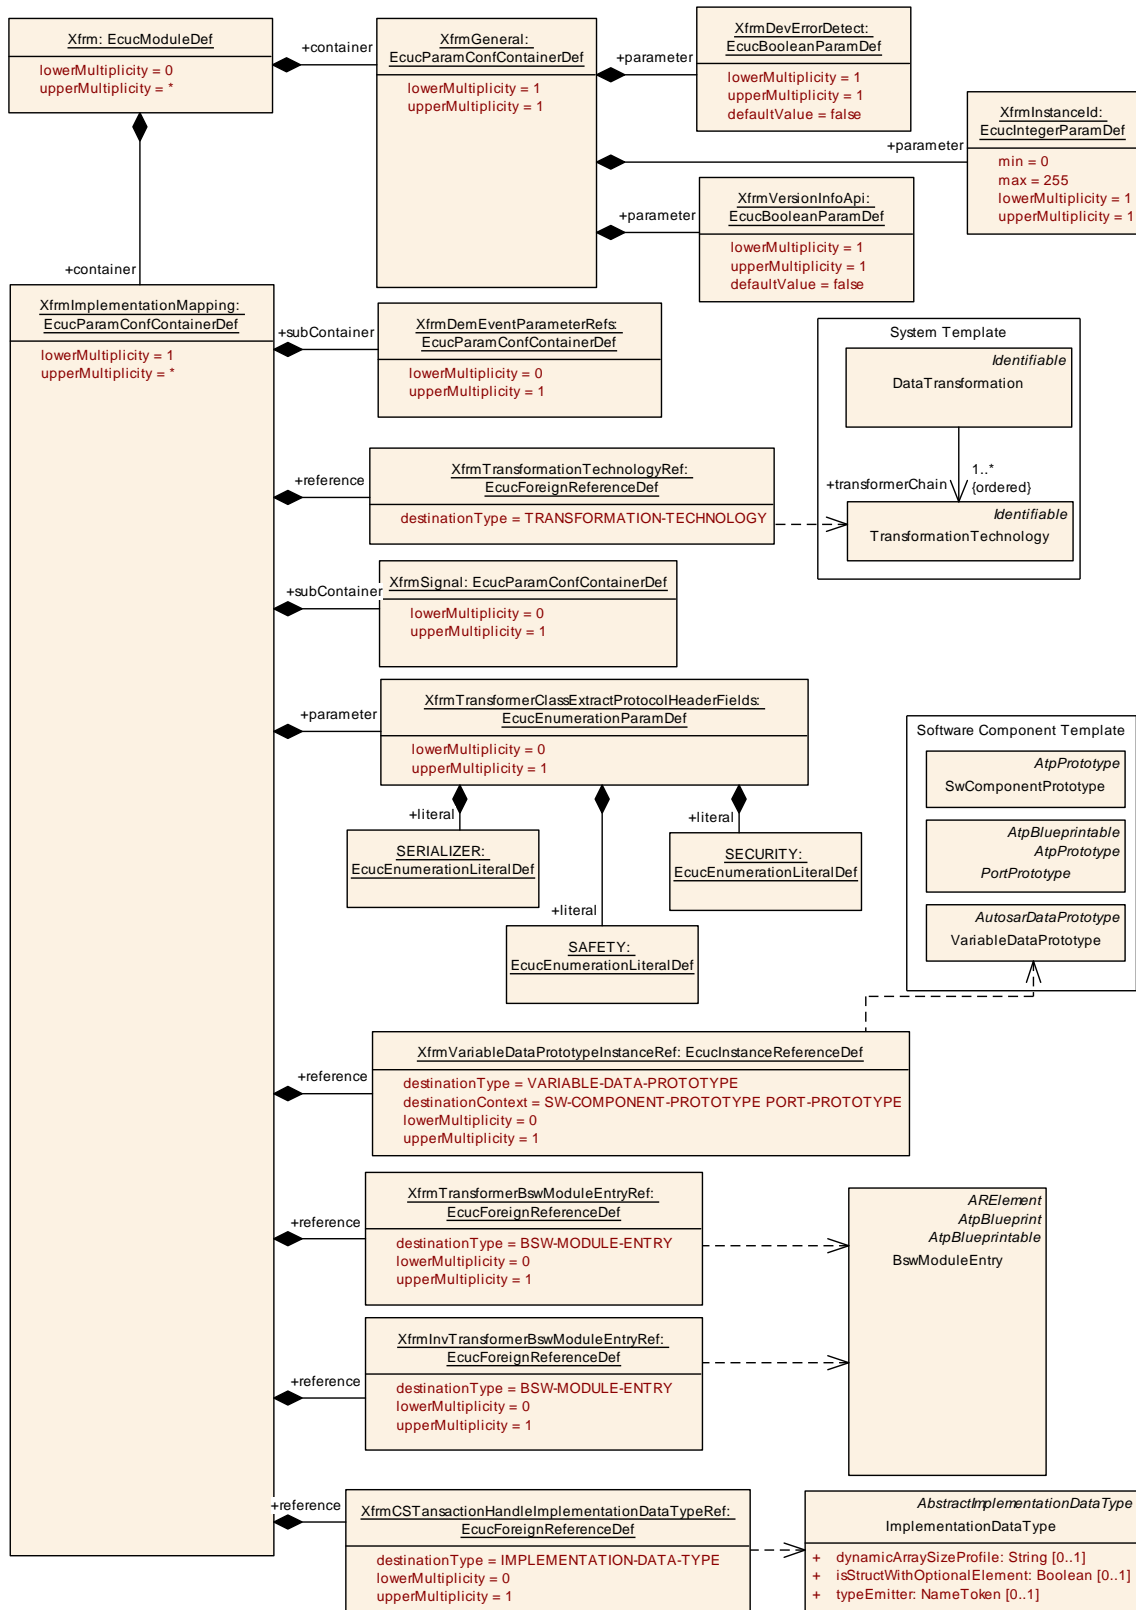 Xfrm: EcucModuleDef
lowerMultiplicity = 0
upperMultiplicity = *
+container
XfrmGeneral:
EcucParamConfContainerDef
lowerMultiplicity = 1
upperMultiplicity = 1
+parameter
XfrmDevErrorDetect:
EcucBooleanParamDef
lowerMultiplicity = 1
upperMultiplicity = 1
defaultValue = false
+parameter
XfrmInstanceId:
EcucIntegerParamDef
min = 0
max = 255
lowerMultiplicity = 1
upperMultiplicity = 1
+parameter
XfrmVersionInfoApi:
EcucBooleanParamDef
lowerMultiplicity = 1
upperMultiplicity = 1
defaultValue = false
+container
XfrmImplementationMapping:
EcucParamConfContainerDef
lowerMultiplicity = 1
upperMultiplicity = *
+subContainer
XfrmDemEventParameterRefs:
EcucParamConfContainerDef
lowerMultiplicity = 0
upperMultiplicity = 1
System Template
Identifiable
DataTransformation
1..*
{ordered}
+transformerChain
Identifiable
TransformationTechnology
+reference
XfrmTransformationTechnologyRef:
EcucForeignReferenceDef
destinationType = TRANSFORMATION-TECHNOLOGY
+subContainer
XfrmSignal: EcucParamConfContainerDef
lowerMultiplicity = 0
upperMultiplicity = 1
+parameter
XfrmTransformerClassExtractProtocolHeaderFields:
EcucEnumerationParamDef
lowerMultiplicity = 0
upperMultiplicity = 1
+literal
SERIALIZER:
EcucEnumerationLiteralDef
+literal
SAFETY:
EcucEnumerationLiteralDef
+literal
SECURITY:
EcucEnumerationLiteralDef
Software Component Template
AtpPrototype
SwComponentPrototype
AtpBlueprintable
AtpPrototype
PortPrototype
AutosarDataPrototype
VariableDataPrototype
+reference
XfrmVariableDataPrototypeInstanceRef: EcucInstanceReferenceDef
destinationType = VARIABLE-DATA-PROTOTYPE
destinationContext = SW-COMPONENT-PROTOTYPE PORT-PROTOTYPE
lowerMultiplicity = 0
upperMultiplicity = 1
+reference
XfrmTransformerBswModuleEntryRef:
EcucForeignReferenceDef
destinationType = BSW-MODULE-ENTRY
lowerMultiplicity = 0
upperMultiplicity = 1
ARElement
AtpBlueprint
AtpBlueprintable
BswModuleEntry
+reference
XfrmInvTransformerBswModuleEntryRef:
EcucForeignReferenceDef
destinationType = BSW-MODULE-ENTRY
lowerMultiplicity = 0
upperMultiplicity = 1
+reference
XfrmCSTansactionHandleImplementationDataTypeRef:
EcucForeignReferenceDef
destinationType = IMPLEMENTATION-DATA-TYPE
lowerMultiplicity = 0
upperMultiplicity = 1
AbstractImplementationDataType
ImplementationDataType
+ dynamicArraySizeProfile: String [0..1]
+ isStructWithOptionalElement: Boolean [0..1]
+ typeEmitter: NameToken [0..1]